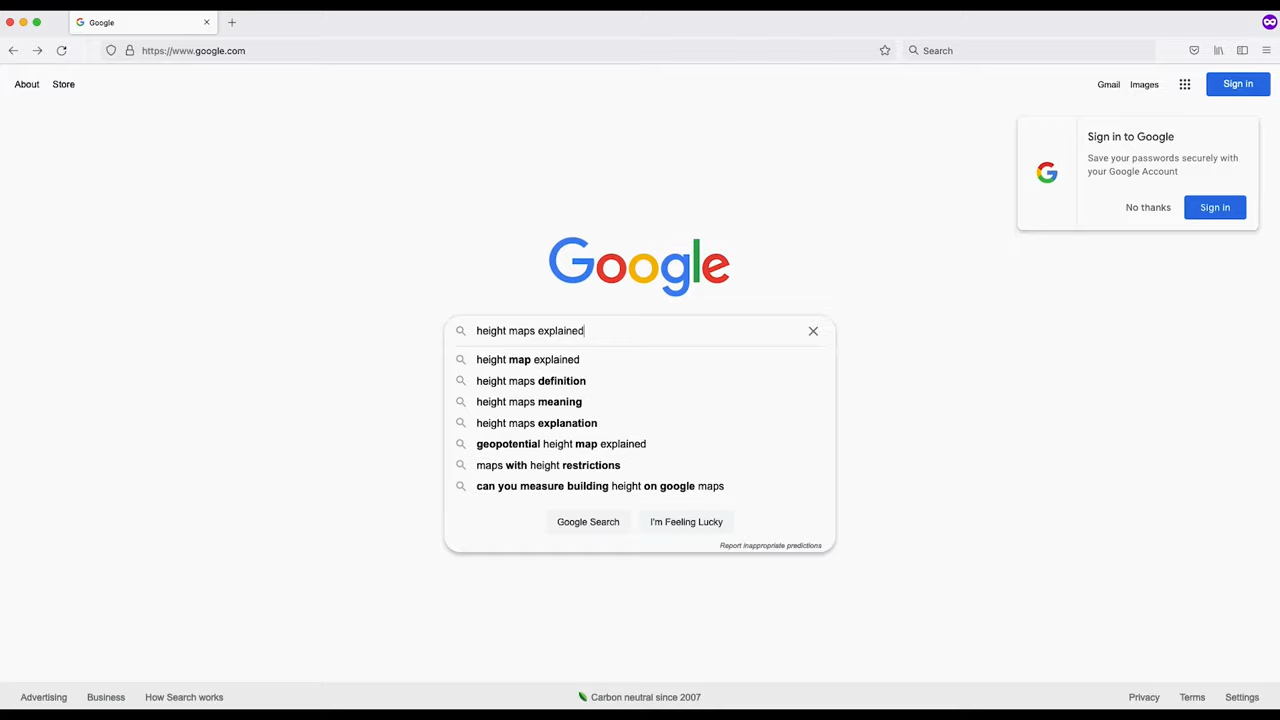 Google
https://www.google.com
Search
About Store
Gmail Images
Sign in
Sign in to Google
Save your passwords securely with
your Google Account
No thanks
Sign in
Google
height maps explained
height map explained
height maps definition
height maps meaning
height maps explanation
geopotential height map explained
maps with height restrictions
can you measure building height on google maps
Google Search
I'm Feeling Lucky
Report inappropriate predictions
Advertising Business How Search works
Carbon neutral since 2007
Privacy Terms Settings